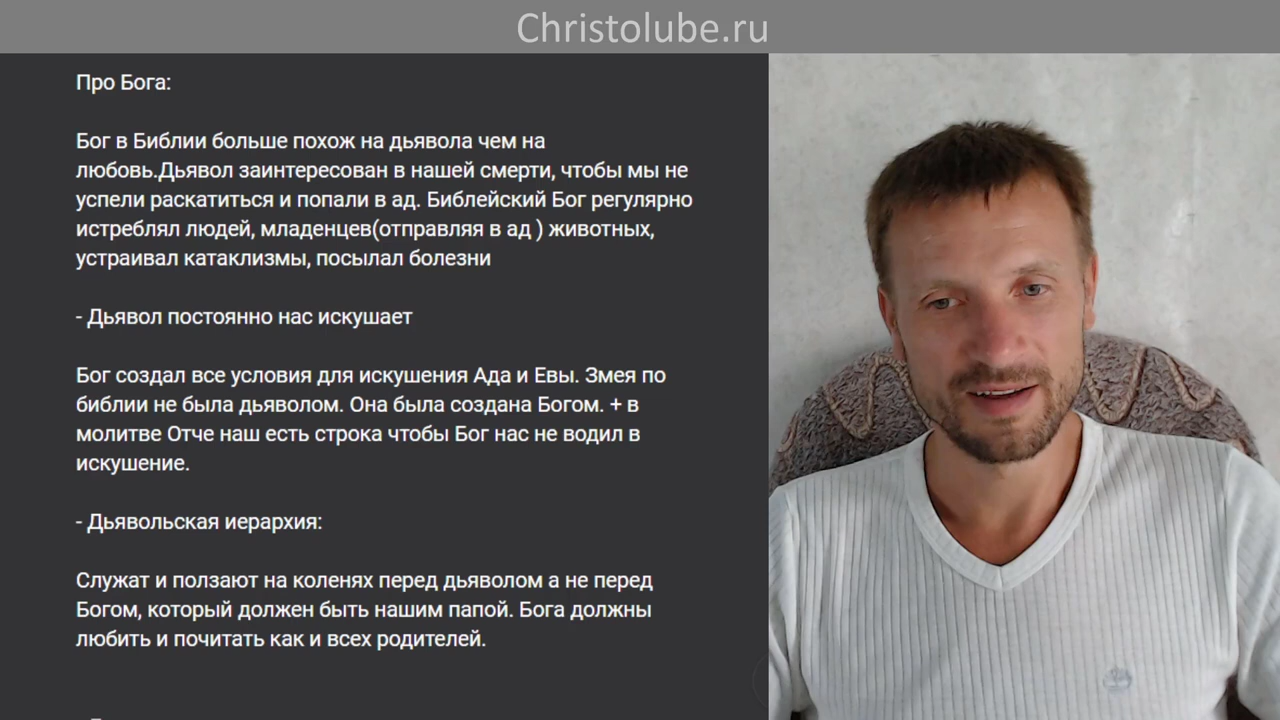 Christolube.ru
Про Бога:
Бог в Библии больше похож на дьявола чем на
любовь.Дьявол заинтересован в нашей смерти, чтобы мы не
успели раскатиться и попали в ад. Библейский Бог регулярно
истреблял людей, младенцев(отправляя в ад ) животных,
устраивал катаклизмы, посылал болезни
- Дьявол постоянно нас искушает
Бог создал все условия для искушения Ада и Евы. Змея по
библии не была дьяволом. Она была создана Богом. + в
молитве Отче наш есть строка чтобы Бог нас не водил в
искушение.
- Дьявольская иерархия:
Служат и ползают на коленях перед дьяволом а не перед
Богом, который должен быть нашим папой. Бога должны
любить и почитать как и всех родителей.